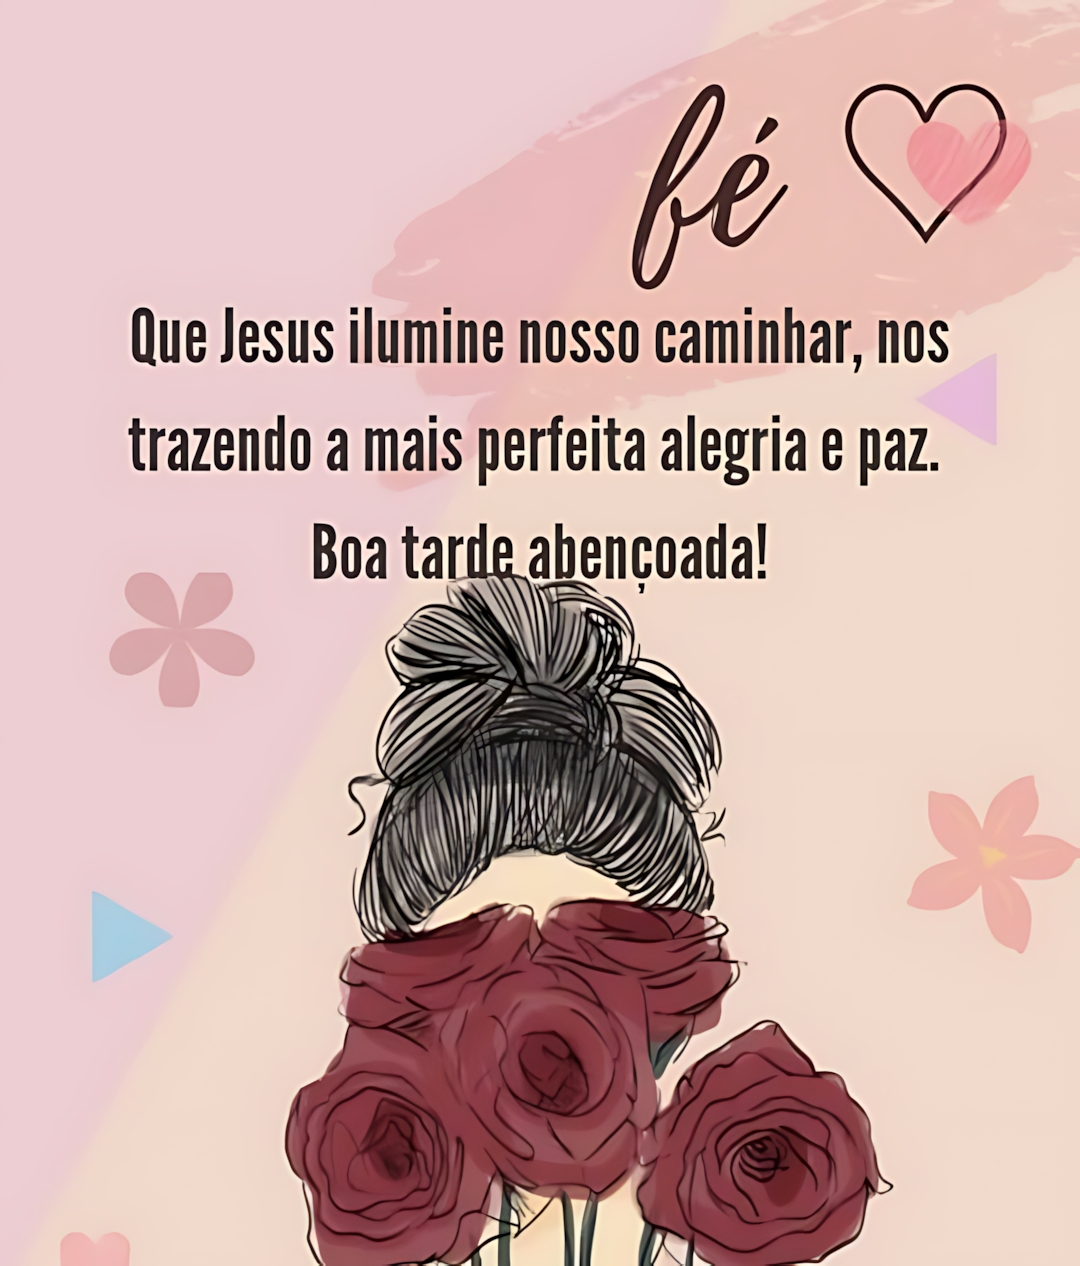 fé
Que Jesus ilumine nosso caminhar, nos
trazendo a mais perfeita alegria e paz.
Boa tarde abençoada!